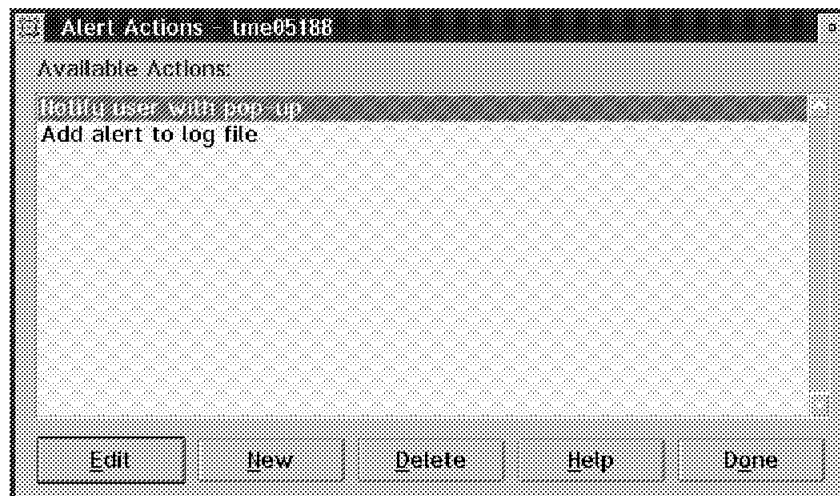 Alert Actions - tme05188
Available Actions:
Notify user with pop-up
Add alert to log file
Edit New Delete Help Done